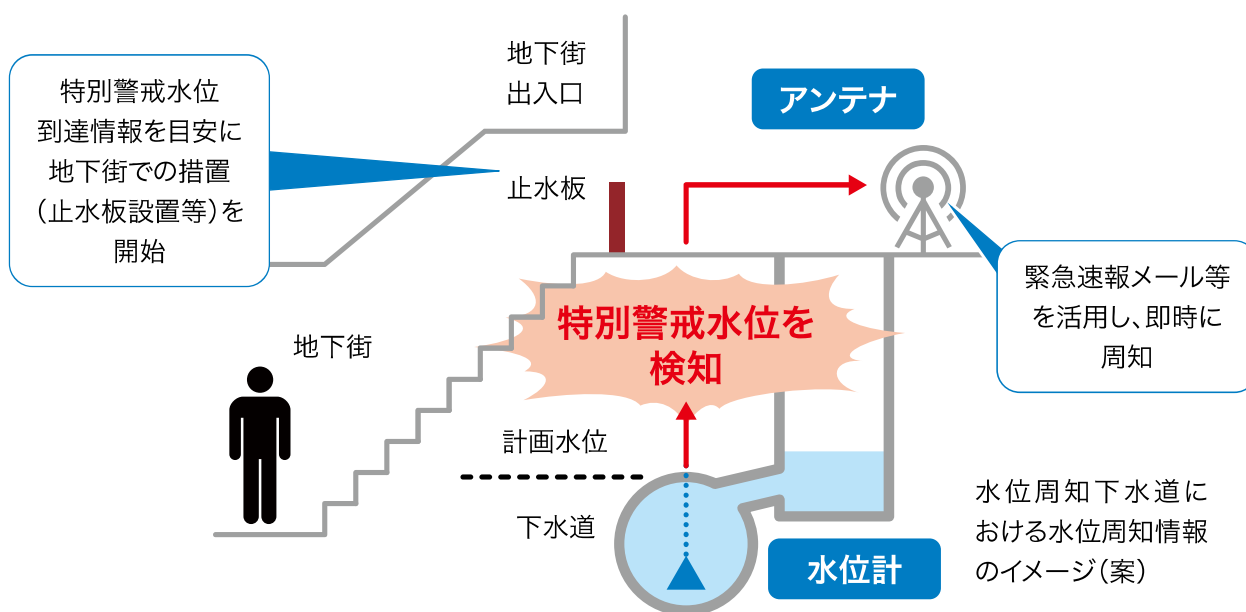 特別警戒水位
到達情報を目安に
地下街での措置
(止水板設置等)を
開始
地下街
出入口
アンテナ
止水板
緊急速報メール等
を活用し、即時に
周知
特別警戒水位を
検知
地下街
計画水位
下水道
水位計
水位周知下水道に
おける水位周知情報
のイメージ(案)